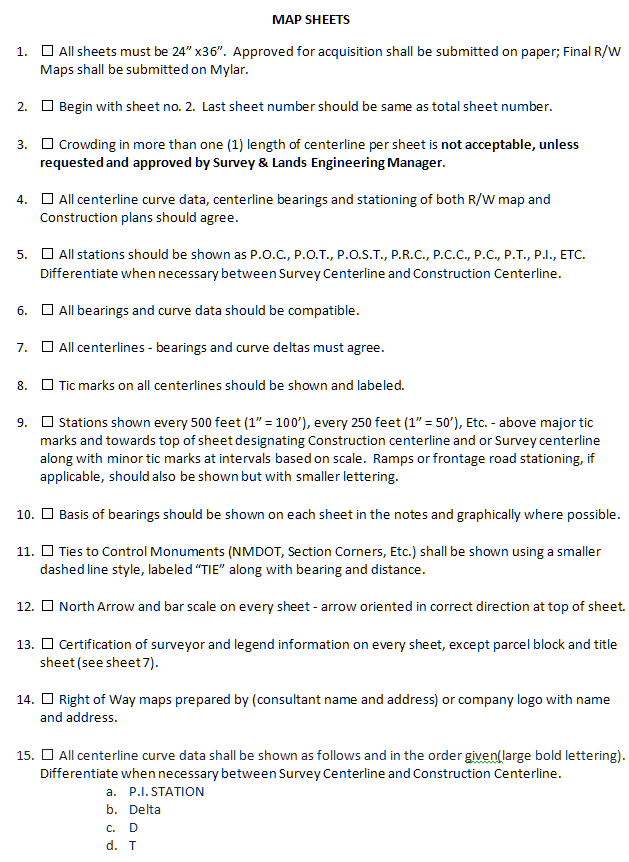 MAP SHEETS
1. ☐ All sheets must be 24” x36”. Approved for acquisition shall be submitted on paper; Final R/W
Maps shall be submitted on Mylar.
2. ☐ Begin with sheet no. 2. Last sheet number should be same as total sheet number.
3. ☐ Crowding in more than one (1) length of centerline per sheet is not acceptable, unless
requested and approved by Survey & Lands Engineering Manager.
4. ☐ All centerline curve data, centerline bearings and stationing of both R/W map and
Construction plans should agree.
5. ☐ All stations should be shown as P.O.C., P.O.T., P.O.S.T., P.R.C., P.C.C., P.C., P.T., P.I., ETC.
Differentiate when necessary between Survey Centerline and Construction Centerline.
6. ☐ All bearings and curve data should be compatible.
7. ☐ All centerlines - bearings and curve deltas must agree.
8. ☐ Tic marks on all centerlines should be shown and labeled.
9. ☐ Stations shown every 500 feet (1” = 100’), every 250 feet (1” = 50’), Etc. - above major tic
marks and towards top of sheet designating Construction centerline and or Survey centerline
along with minor tic marks at intervals based on scale. Ramps or frontage road stationing, if
applicable, should also be shown but with smaller lettering.
10. ☐ Basis of bearings should be shown on each sheet in the notes and graphically where possible.
11. ☐ Ties to Control Monuments (NMDOT, Section Corners, Etc.) shall be shown using a smaller
dashed line style, labeled “TIE” along with bearing and distance.
12. ☐ North Arrow and bar scale on every sheet - arrow oriented in correct direction at top of sheet.
13. ☐ Certification of surveyor and legend information on every sheet, except parcel block and title
sheet (see sheet 7).
14. ☐ Right of Way maps prepared by (consultant name and address) or company logo with name
and address.
15. ☐ All centerline curve data shall be shown as follows and in the order given(large bold lettering).
Differentiate when necessary between Survey Centerline and Construction Centerline.
a. P.I. STATION
b. Delta
c. D
d. T